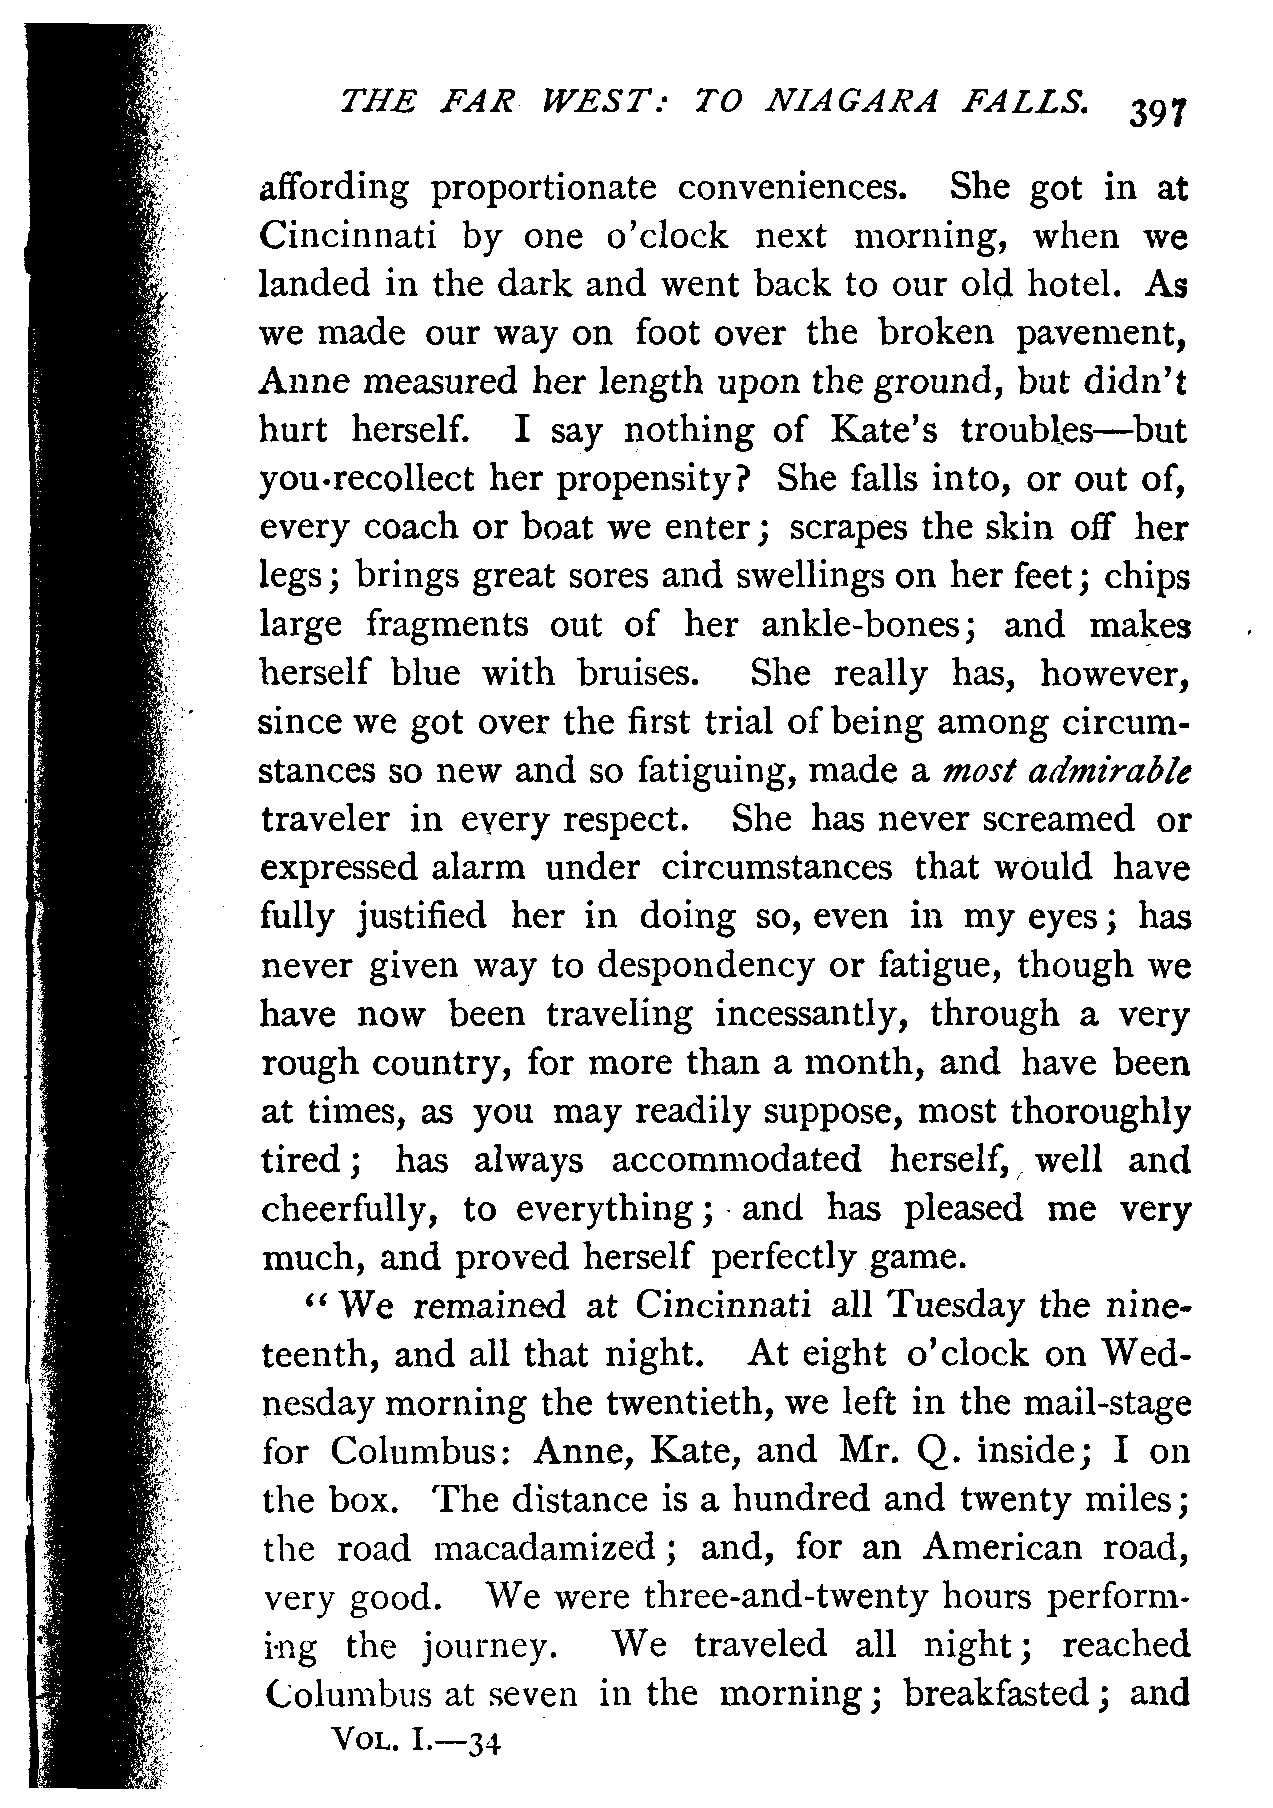 THE FAR WEST: TO NIAGARA FALLS. 397
affording proportionate conveniences. She got in at
Cincinnati by one o'clock next morning, when we
landed in the dark and went back to our old hotel. As
we made our way on foot over the broken pavement,
Anne measured her length upon the ground, but didn't
hurt herself. I say nothing of Kate's troubles—but
you recollect her propensity? She falls into, or out of,
every coach or boat we enter; scrapes the skin off her
legs; brings great sores and swellings on her feet; chips
large fragments out of her ankle-bones; and makes
herself blue with bruises. She really has, however,
since we got over the first trial of being among circum-
stances so new and so fatiguing, made a most admirable
traveler in every respect. She has never screamed or
expressed alarm under circumstances that would have
fully justified her in doing so, even in my eyes; has
never given way to despondency or fatigue, though we
have now been traveling incessantly, through a very
rough country, for more than a month, and have been
at times, as you may readily suppose, most thoroughly
tired; has always accommodated herself, well and
cheerfully, to everything; and has pleased me very
much, and proved herself perfectly game.
"We remained at Cincinnati all Tuesday the nine-
teenth, and all that night. At eight o'clock on Wed-
nesday morning the twentieth, we left in the mail-stage
for Columbus: Anne, Kate, and Mr. Q. inside; I on
the box. The distance is a hundred and twenty miles;
the road macadamized; and, for an American road,
very good. We were three-and-twenty hours perform-
ing the journey. We traveled all night; reached
Columbus at seven in the morning; breakfasted; and
VOL. I.—34